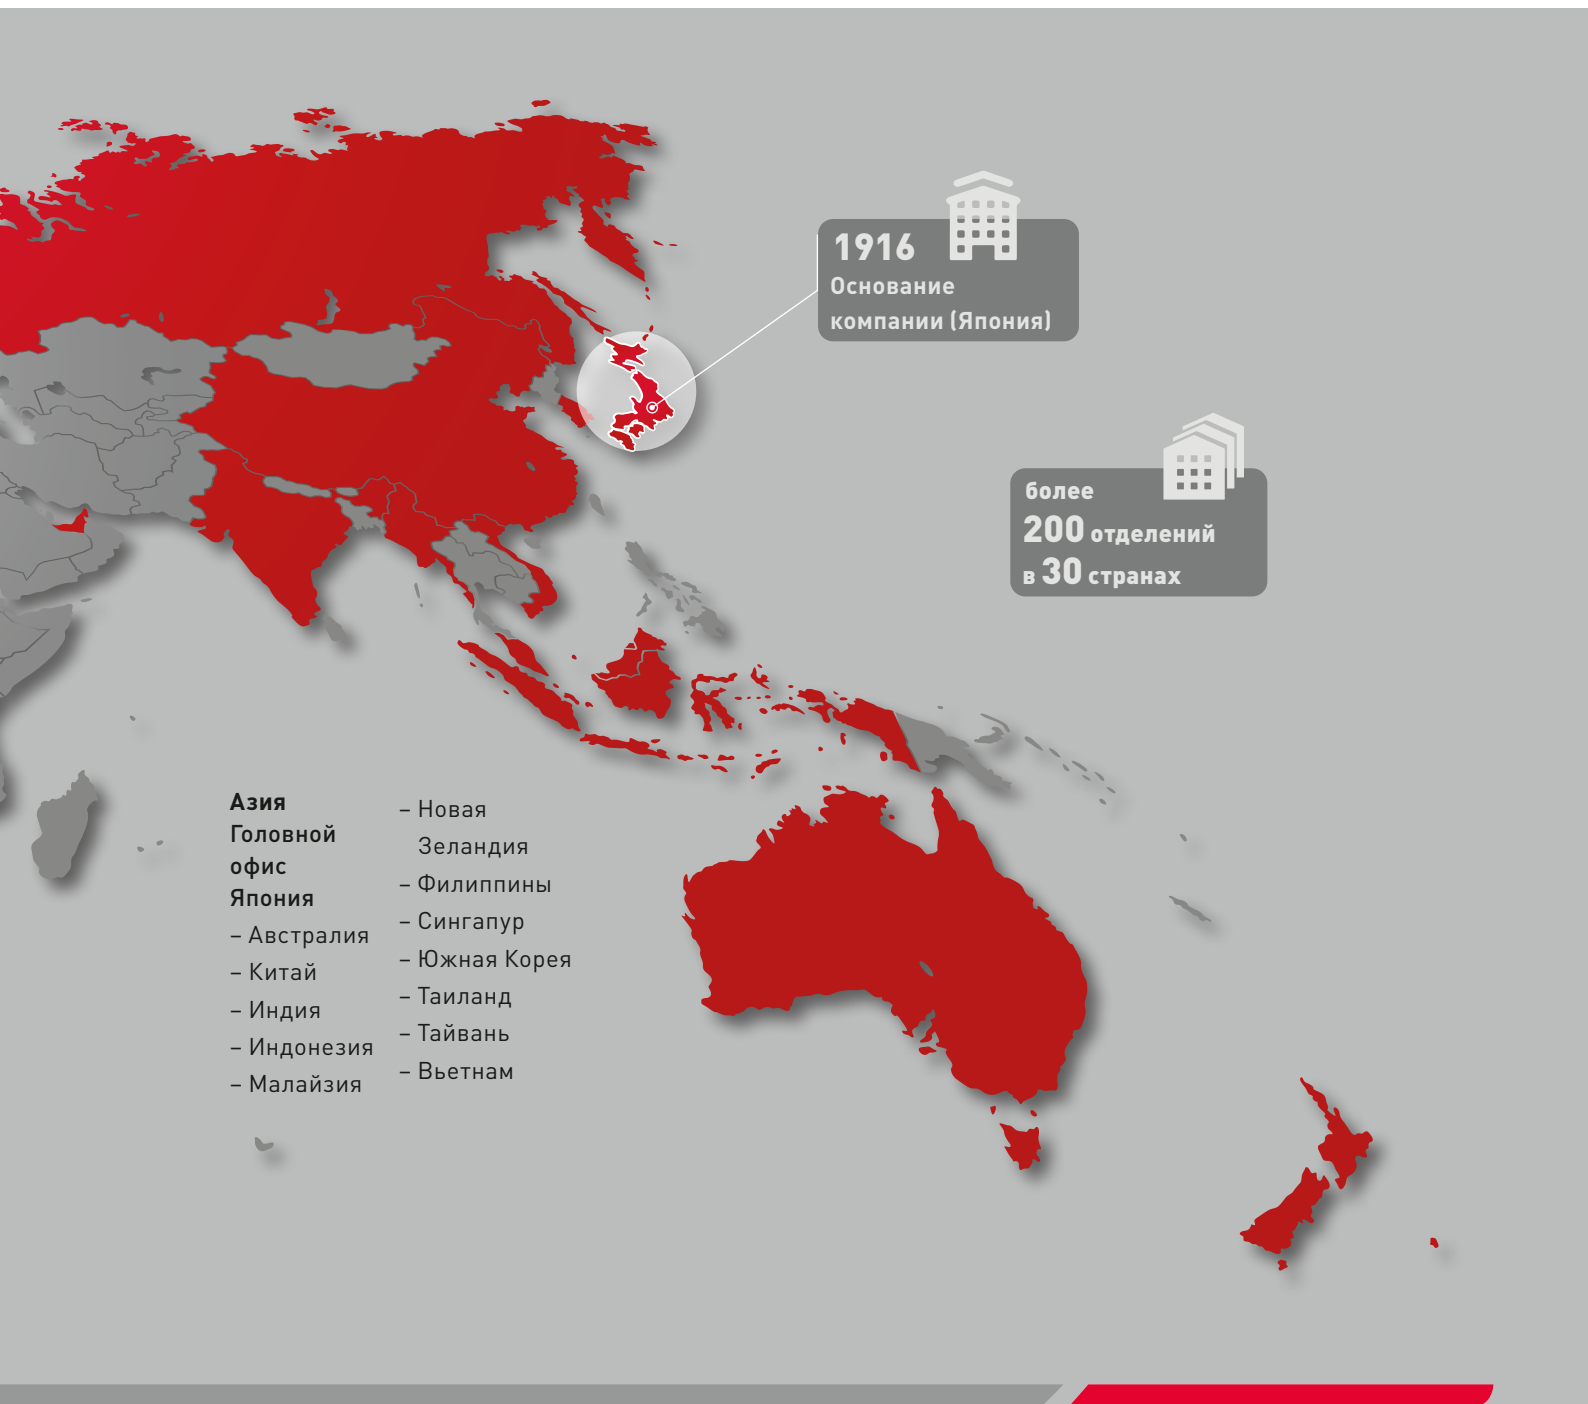 1916
Основание
компании (Япония)
более
200 отделений
в 30 странах
Азия
Головной
офис
Япония
– Австралия
– Китай
– Индия
– Индонезия
– Малайзия
– Новая
Зеландия
– Филиппины
– Сингапур
– Южная Корея
– Таиланд
– Тайвань
– Вьетнам